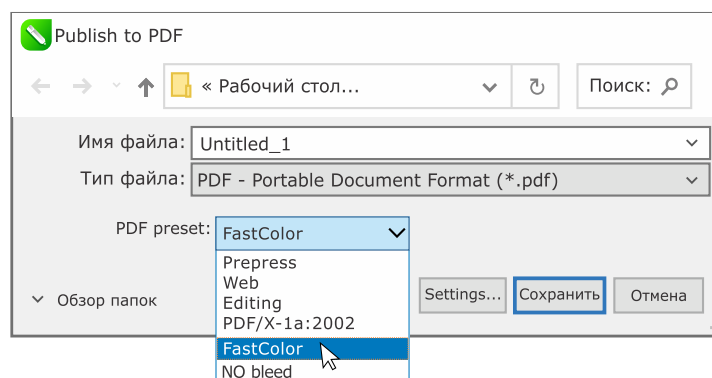 Publish to PDF
« Рабочий стол...
Поиск:
Имя файла: Untitled_1
Тип файла: PDF - Portable Document Format (*.pdf)
PDF preset: FastColor
Prepress
Web
Editing
PDF/X-1a:2002
FastColor
NO bleed
Обзор папок
Settings...
Сохранить
Отмена